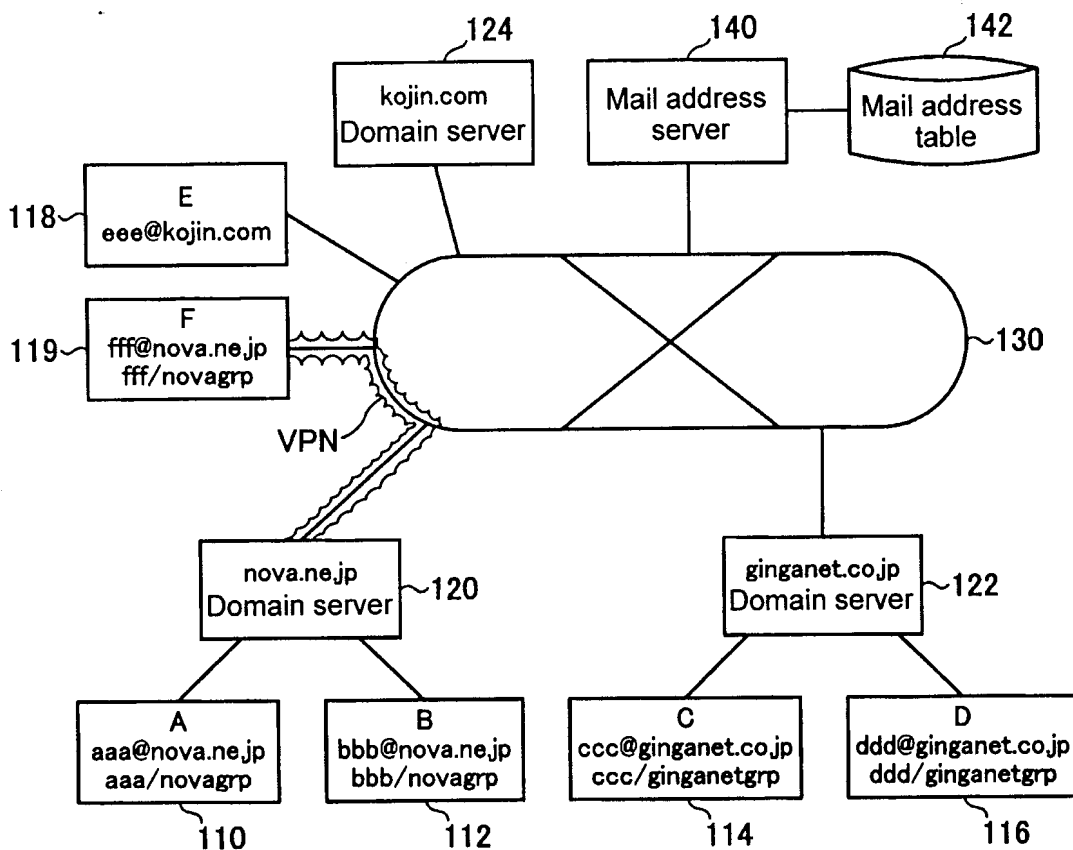 124
140
142
kojin.com
Domain server
Mail address
server
Mail address
table
118
E
eee@kojin.com
119
F
fff@nova.ne.jp
fff/novagrp
130
VPN
nova.ne.jp
Domain server
120
ginganet.co.jp
Domain server
122
A
aaa@nova.ne.jp
aaa/novagrp
B
bbb@nova.ne.jp
bbb/novagrp
C
ccc@ginganet.co.jp
ccc/ginganetgrp
D
ddd@ginganet.co.jp
ddd/ginganetgrp
110
112
114
116